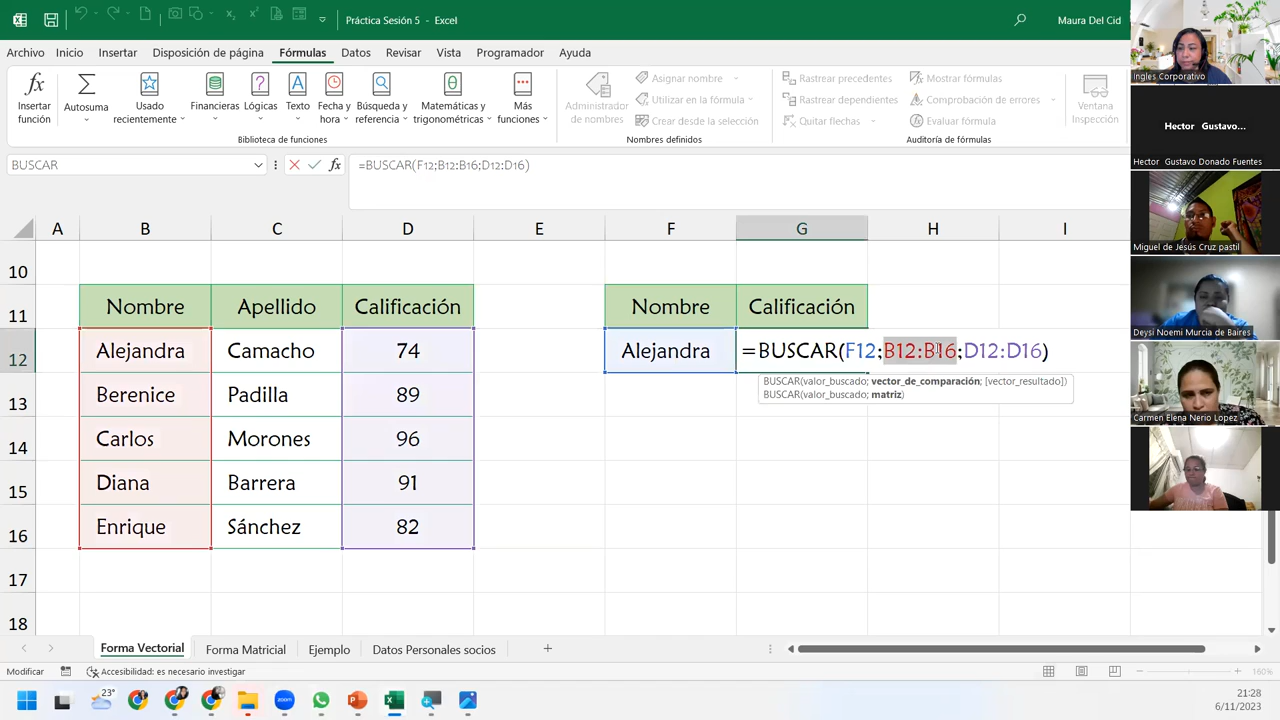 Práctica Sesión 5 - Excel
Maura Del Cid
Archivo Inicio Insertar Disposición de página Fórmulas Datos Revisar Vista Programador Ayuda
Insertar función
Autosuma
Usado recientemente
Financieras
Lógicas
Texto
Fecha y hora
Búsqueda y referencia
Matemáticas y trigonométricas
Más funciones
Biblioteca de funciones
Administrador de nombres
Asignar nombre
Utilizar en la fórmula
Crear desde la selección
Nombres definidos
Rastrear precedentes
Rastrear dependientes
Quitar flechas
Mostrar fórmulas
Comprobación de errores
Evaluar fórmula
Auditoría de fórmulas
Ventana Inspección
BUSCAR
=BUSCAR(F12;B12:B16;D12:D16)
A B C D E F G H I
10
11 Nombre Apellido Calificación Nombre Calificación
12 Alejandra Camacho 74 Alejandra =BUSCAR(F12;B12:B16;D12:D16)
BUSCAR(valor_buscado; vector_de_comparación; [vector_resultado])
BUSCAR(valor_buscado; matriz)
13 Berenice Padilla 89
14 Carlos Morones 96
15 Diana Barrera 91
16 Enrique Sánchez 82
17
18
Forma Vectorial Forma Matricial Ejemplo Datos Personales socios
Modificar
Accesibilidad: es necesario investigar
160%
23°
zoom
21:28
6/11/2023
Ingles Corporativo
Hector Gustavo...
Hector Gustavo Donado Fuentes
Miguel de Jesús Cruz pastil
Deysi Noemi Murcia de Baires
Carmen Elena Nerio Lopez